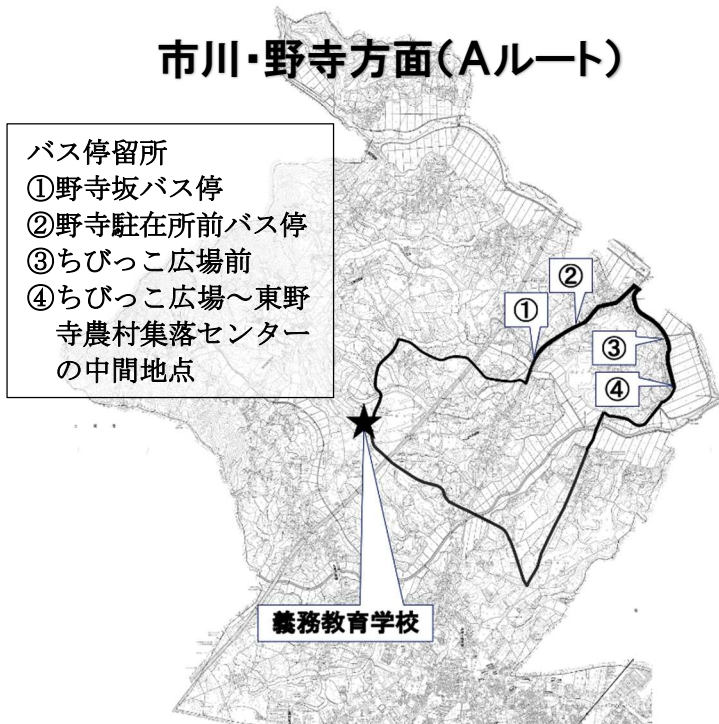 市川・野寺方面(Aルート)
バス停留所
①野寺坂バス停
②野寺駐在所前バス停
③ちびっこ広場前
④ちびっこ広場～東野
寺農村集落センター
の中間地点
②
①
③
④
義務教育学校